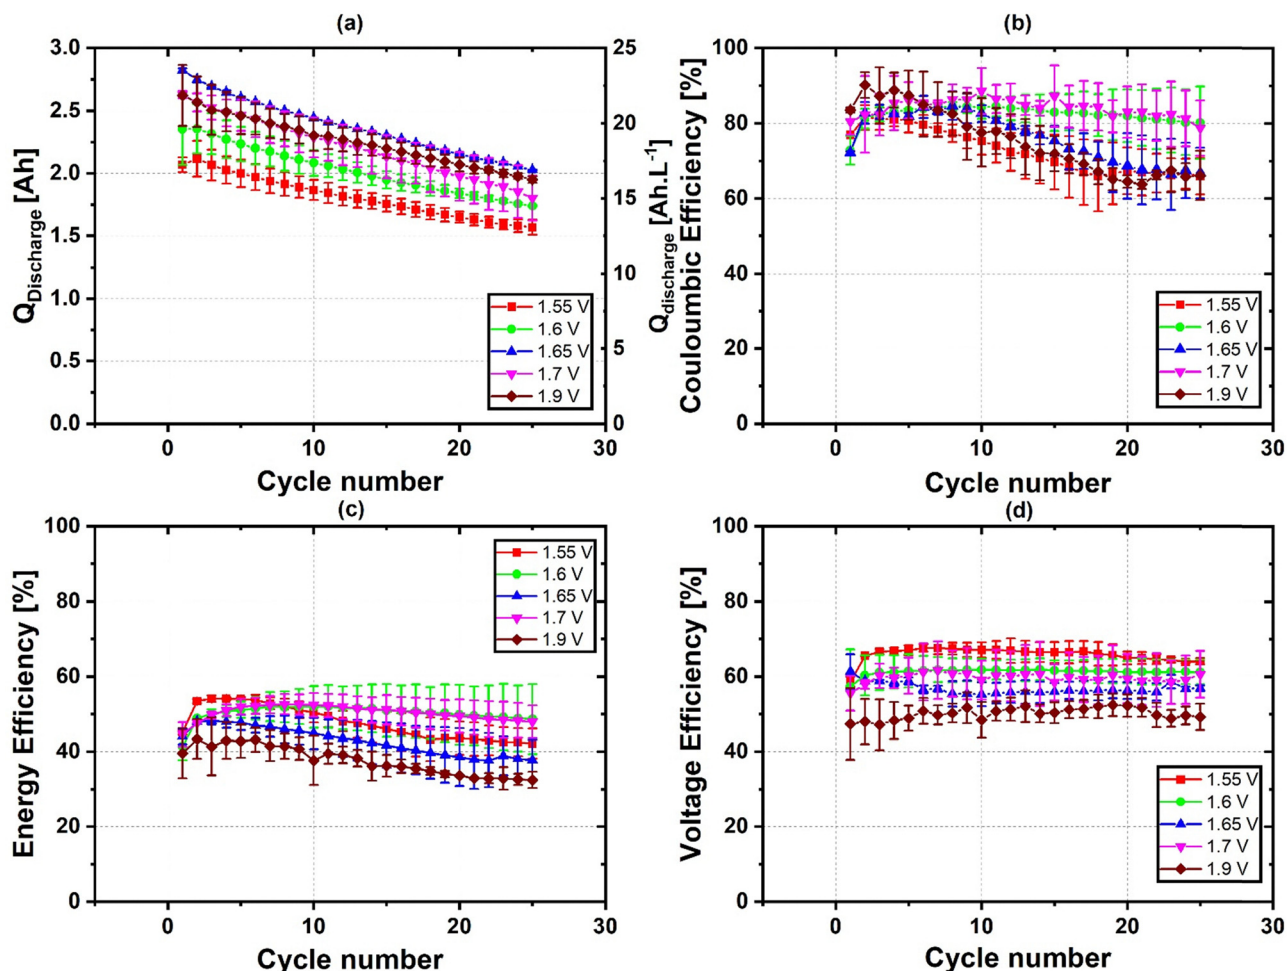 (a)
3.0
2.5
2.0
1.5
1.0
0.5
0.0
25
20
15
10
5
0
Q_Discharge [Ah]
Q_discharge [Ah.L⁻¹]
1.55 V
1.6 V
1.65 V
1.7 V
1.9 V
0 10 20 30
Cycle number
(b)
100
80
60
40
20
0
Couloumbic Efficiency [%]
1.55 V
1.6 V
1.65 V
1.7 V
1.9 V
0 10 20 30
Cycle number
(c)
100
80
60
40
20
0
Energy Efficiency [%]
1.55 V
1.6 V
1.65 V
1.7 V
1.9 V
0 10 20 30
Cycle number
(d)
100
80
60
40
20
0
Voltage Efficiency [%]
1.55 V
1.6 V
1.65 V
1.7 V
1.9 V
0 10 20 30
Cycle number